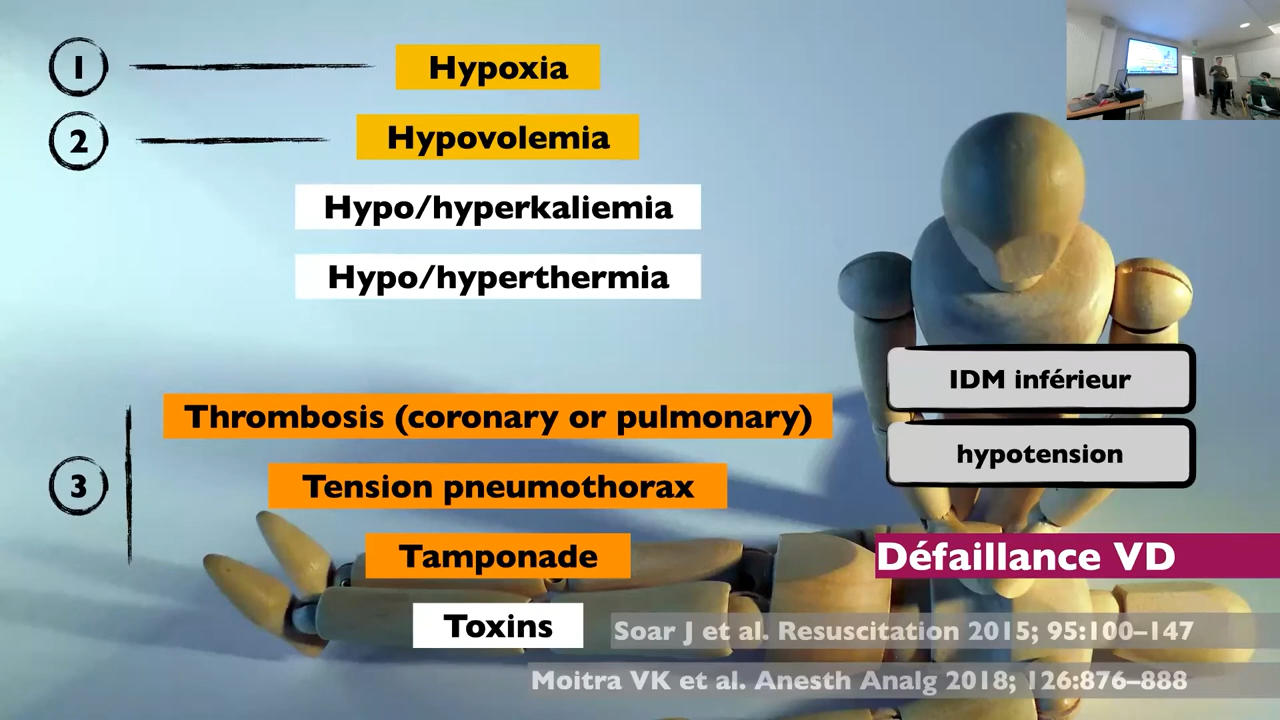 1
Hypoxia
2
Hypovolemia
Hypo/hyperkaliemia
Hypo/hyperthermia
3
Thrombosis (coronary or pulmonary)
Tension pneumothorax
Tamponade
Toxins
IDM inférieur
hypotension
Défaillance VD
Soar J et al. Resuscitation 2015; 95:100–147
Moitra VK et al. Anesth Analg 2018; 126:876–888